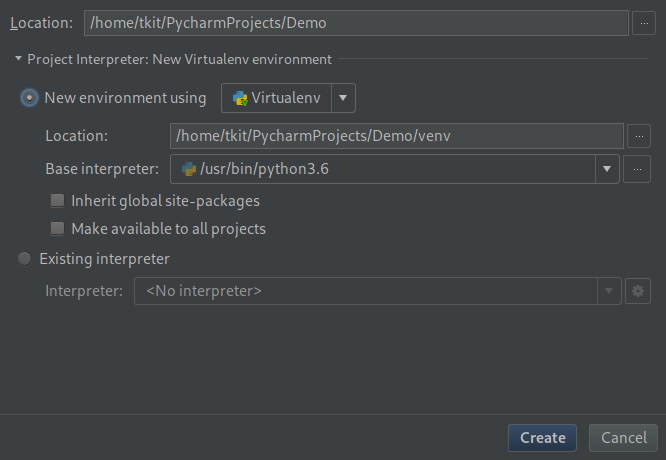 Location: /home/tkit/PycharmProjects/Demo ...
Project Interpreter: New Virtualenv environment
New environment using Virtualenv
Location: /home/tkit/PycharmProjects/Demo/venv ...
Base interpreter: /usr/bin/python3.6 ...
Inherit global site-packages
Make available to all projects
Existing interpreter
Interpreter: <No interpreter>
Create Cancel